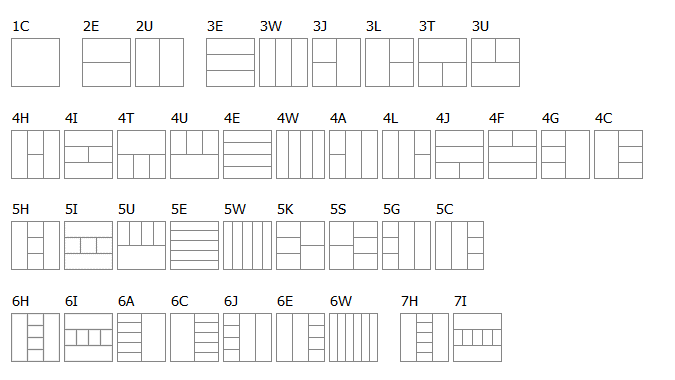 1C 2E 2U 3E 3W 3J 3L 3T 3U
4H 4I 4T 4U 4E 4W 4A 4L 4J 4F 4G 4C
5H 5I 5U 5E 5W 5K 5S 5G 5C
6H 6I 6A 6C 6J 6E 6W 7H 7I